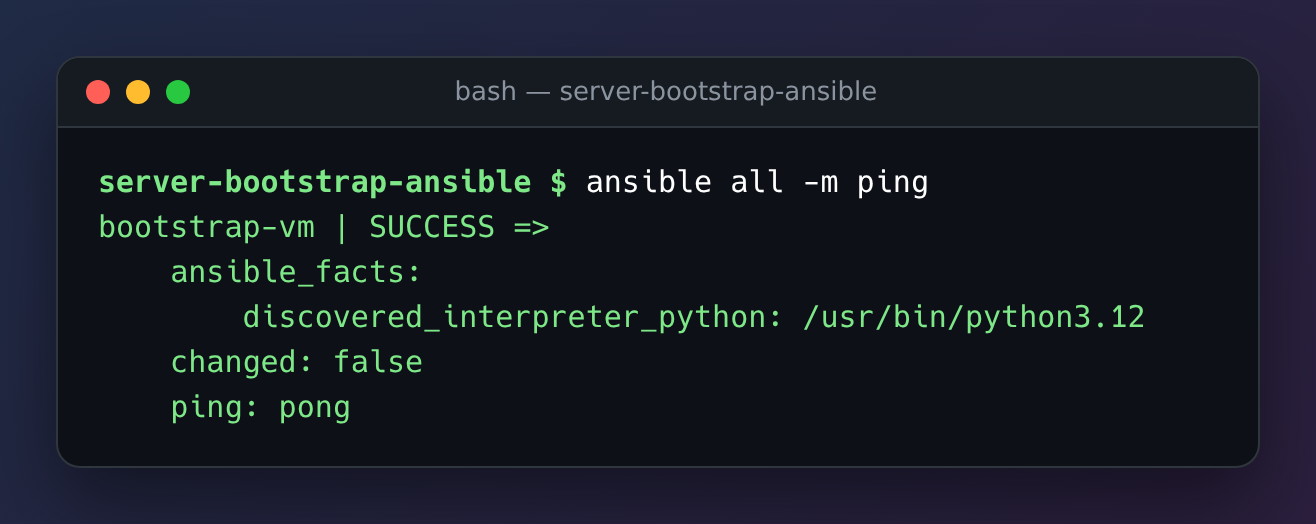 bash — server-bootstrap-ansible
server-bootstrap-ansible $ ansible all -m ping
bootstrap-vm | SUCCESS =>
    ansible_facts:
        discovered_interpreter_python: /usr/bin/python3.12
    changed: false
    ping: pong